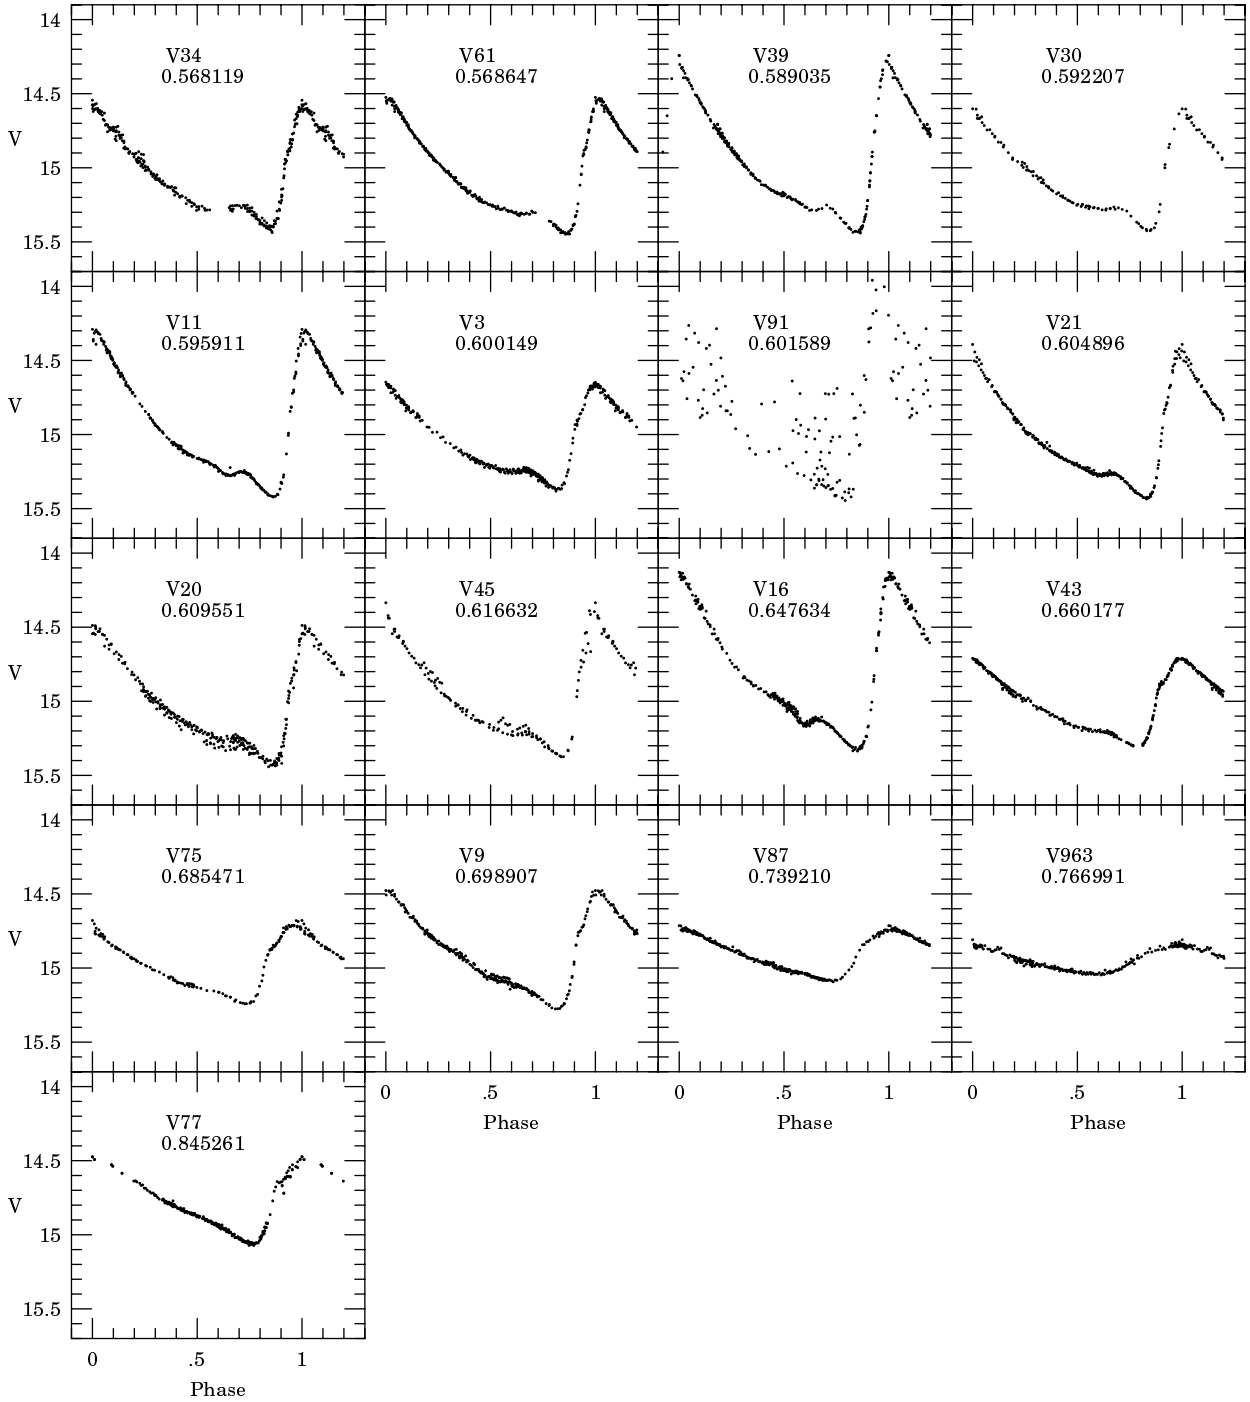 14
V34
V61
V39
V30
0.568119
0.568647
0.589035
0.592207
14.5
V
15
15.5
14
V11
V3
V91
V21
0.595911
0.600149
0.601589
0.604896
14.5
V
15
15.5
14
V20
V45
V16
V43
0.609551
0.616632
0.647634
0.660177
14.5
V
15
15.5
14
V75
V9
V87
V963
0.685471
0.698907
0.739210
0.766991
14.5
V
15
15.5
14
0 .5 1
0 .5 1
0 .5 1
Phase
Phase
Phase
V77
0.845261
14.5
V
15
15.5
0 .5 1
Phase